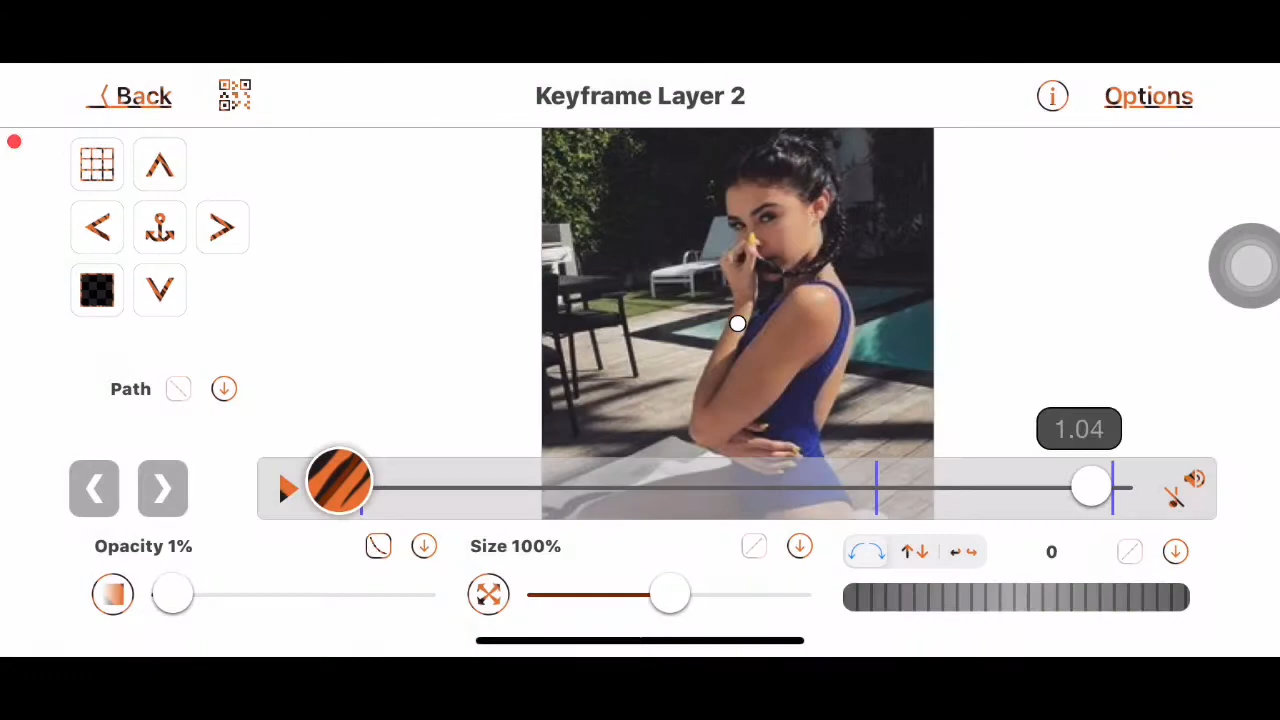 Back
Keyframe Layer 2
Options
Path
1.04
Opacity 1%
Size 100%
0